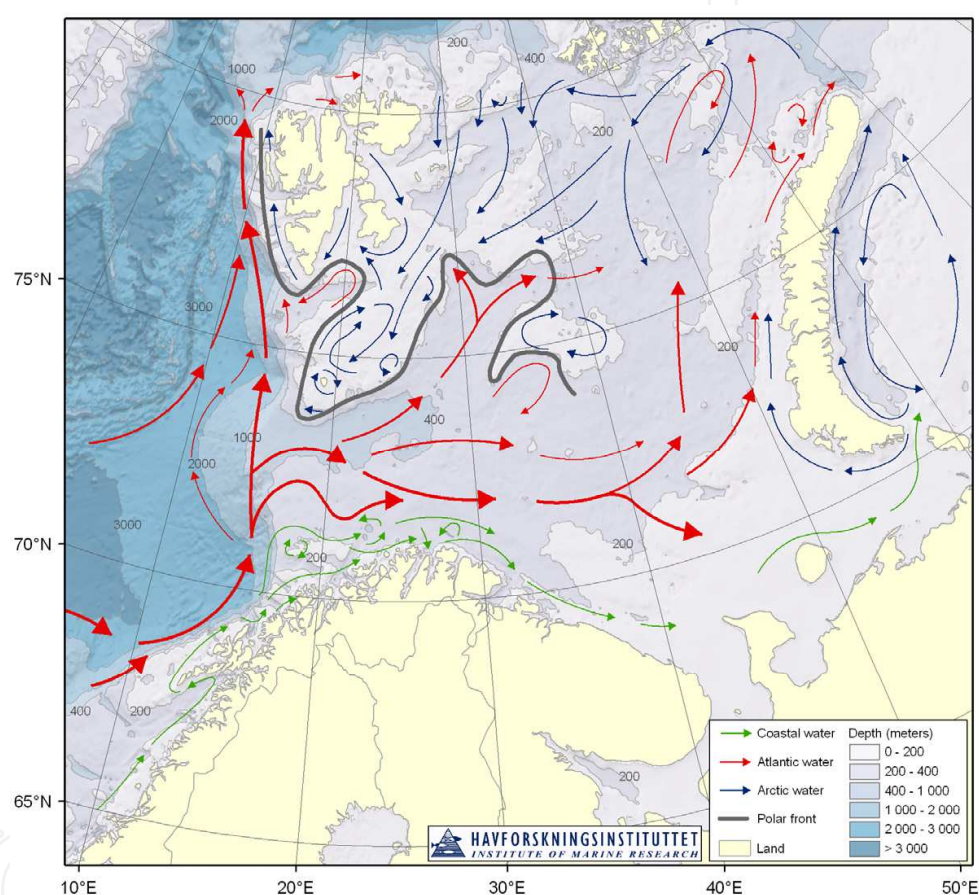 200
400
1000
2000
200
75°N
3000
200
400
1000
2000
3000
70°N
200
200
400
200
200
65°N
Coastal water
Atlantic water
Arctic water
Polar front
Land
Depth (meters)
0 - 200
200 - 400
400 - 1 000
1 000 - 2 000
2 000 - 3 000
> 3 000
HAVFORSKNINGSINSTITUTTET
INSTITUTE OF MARINE RESEARCH
10°E
20°E
30°E
40°E
50°E